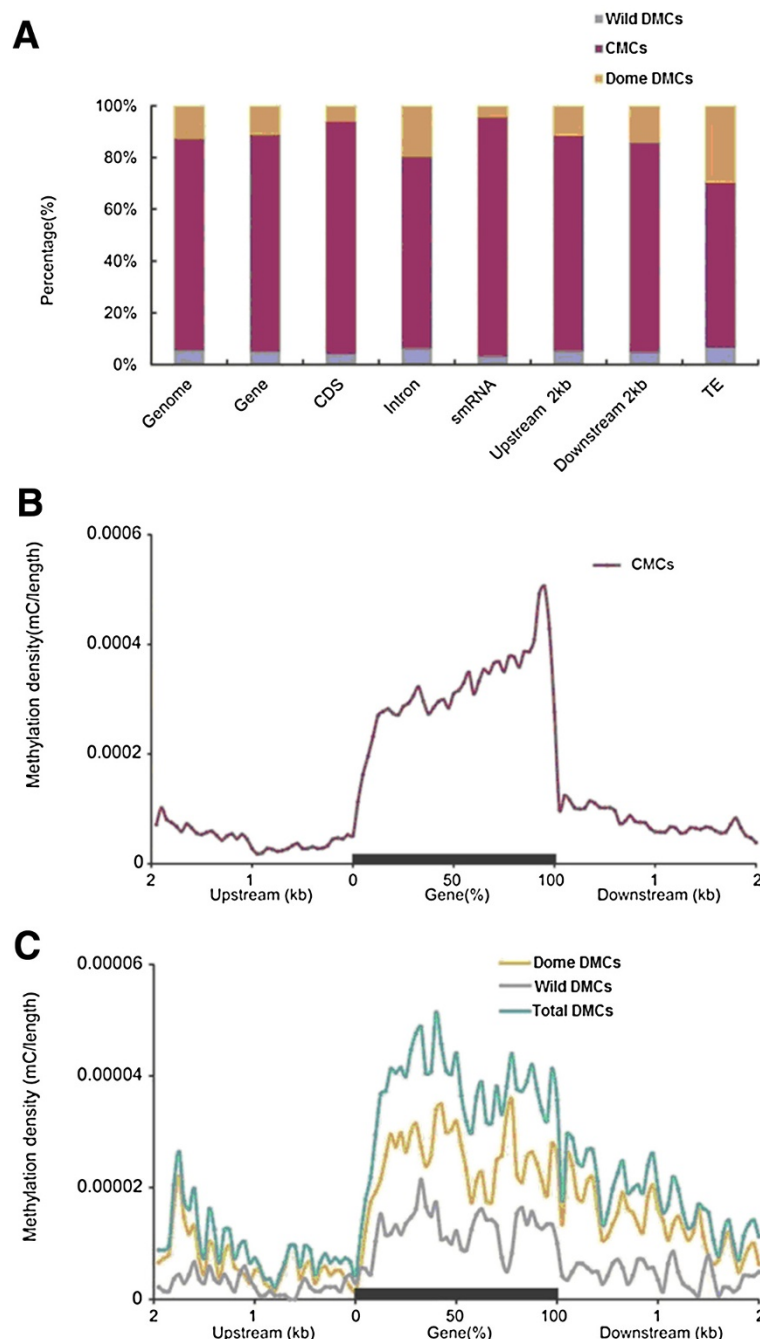 A
Wild DMCs
CMCs
Dome DMCs
Percentage(%)
100%
80%
60%
40%
20%
0%
Genome
Gene
CDS
Intron
smRNA
Upstream 2kb
Downstream 2kb
TE
B
Methylation density(mC/length)
0.0006
0.0004
0.0002
0
CMCs
2 1 0 50 100 1 2
Upstream (kb) Gene(%) Downstream (kb)
C
Methylation density (mC/length)
0.00006
0.00004
0.00002
0
Dome DMCs
Wild DMCs
Total DMCs
2 1 0 50 100 1 2
Upstream (kb) Gene(%) Downstream (kb)